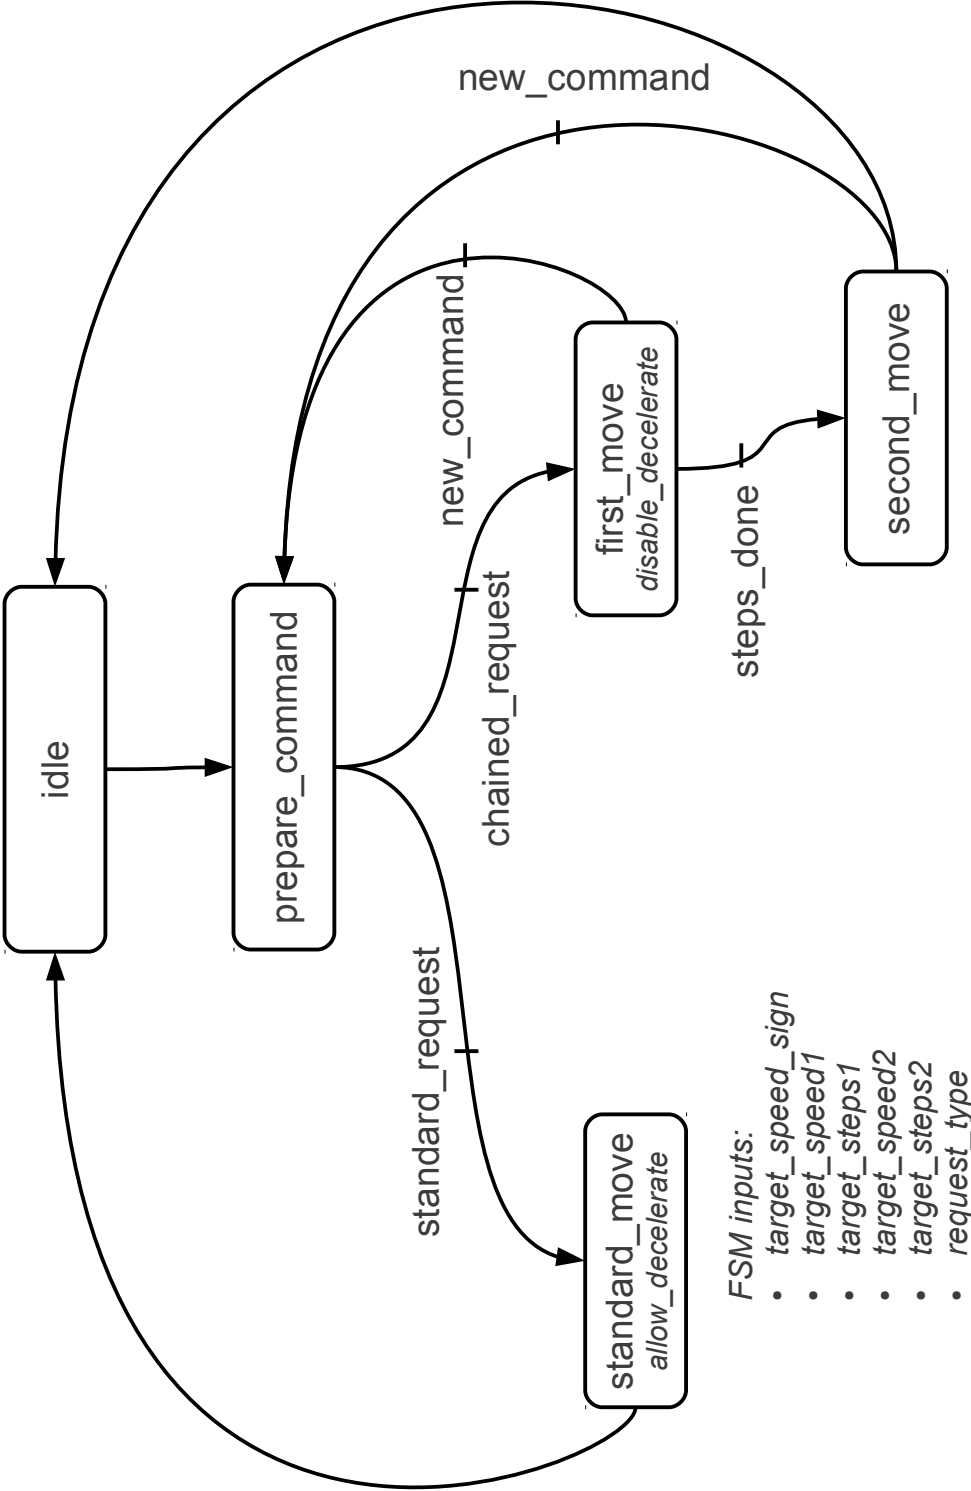 idle
prepare_command
new_command
new_command
standard_request
chained_request
standard_move
allow_decelerate
first_move
disable_decelerate
steps_done
second_move
FSM inputs:
• target_speed_sign
• target_speed1
• target_steps1
• target_speed2
• target_steps2
• request_type